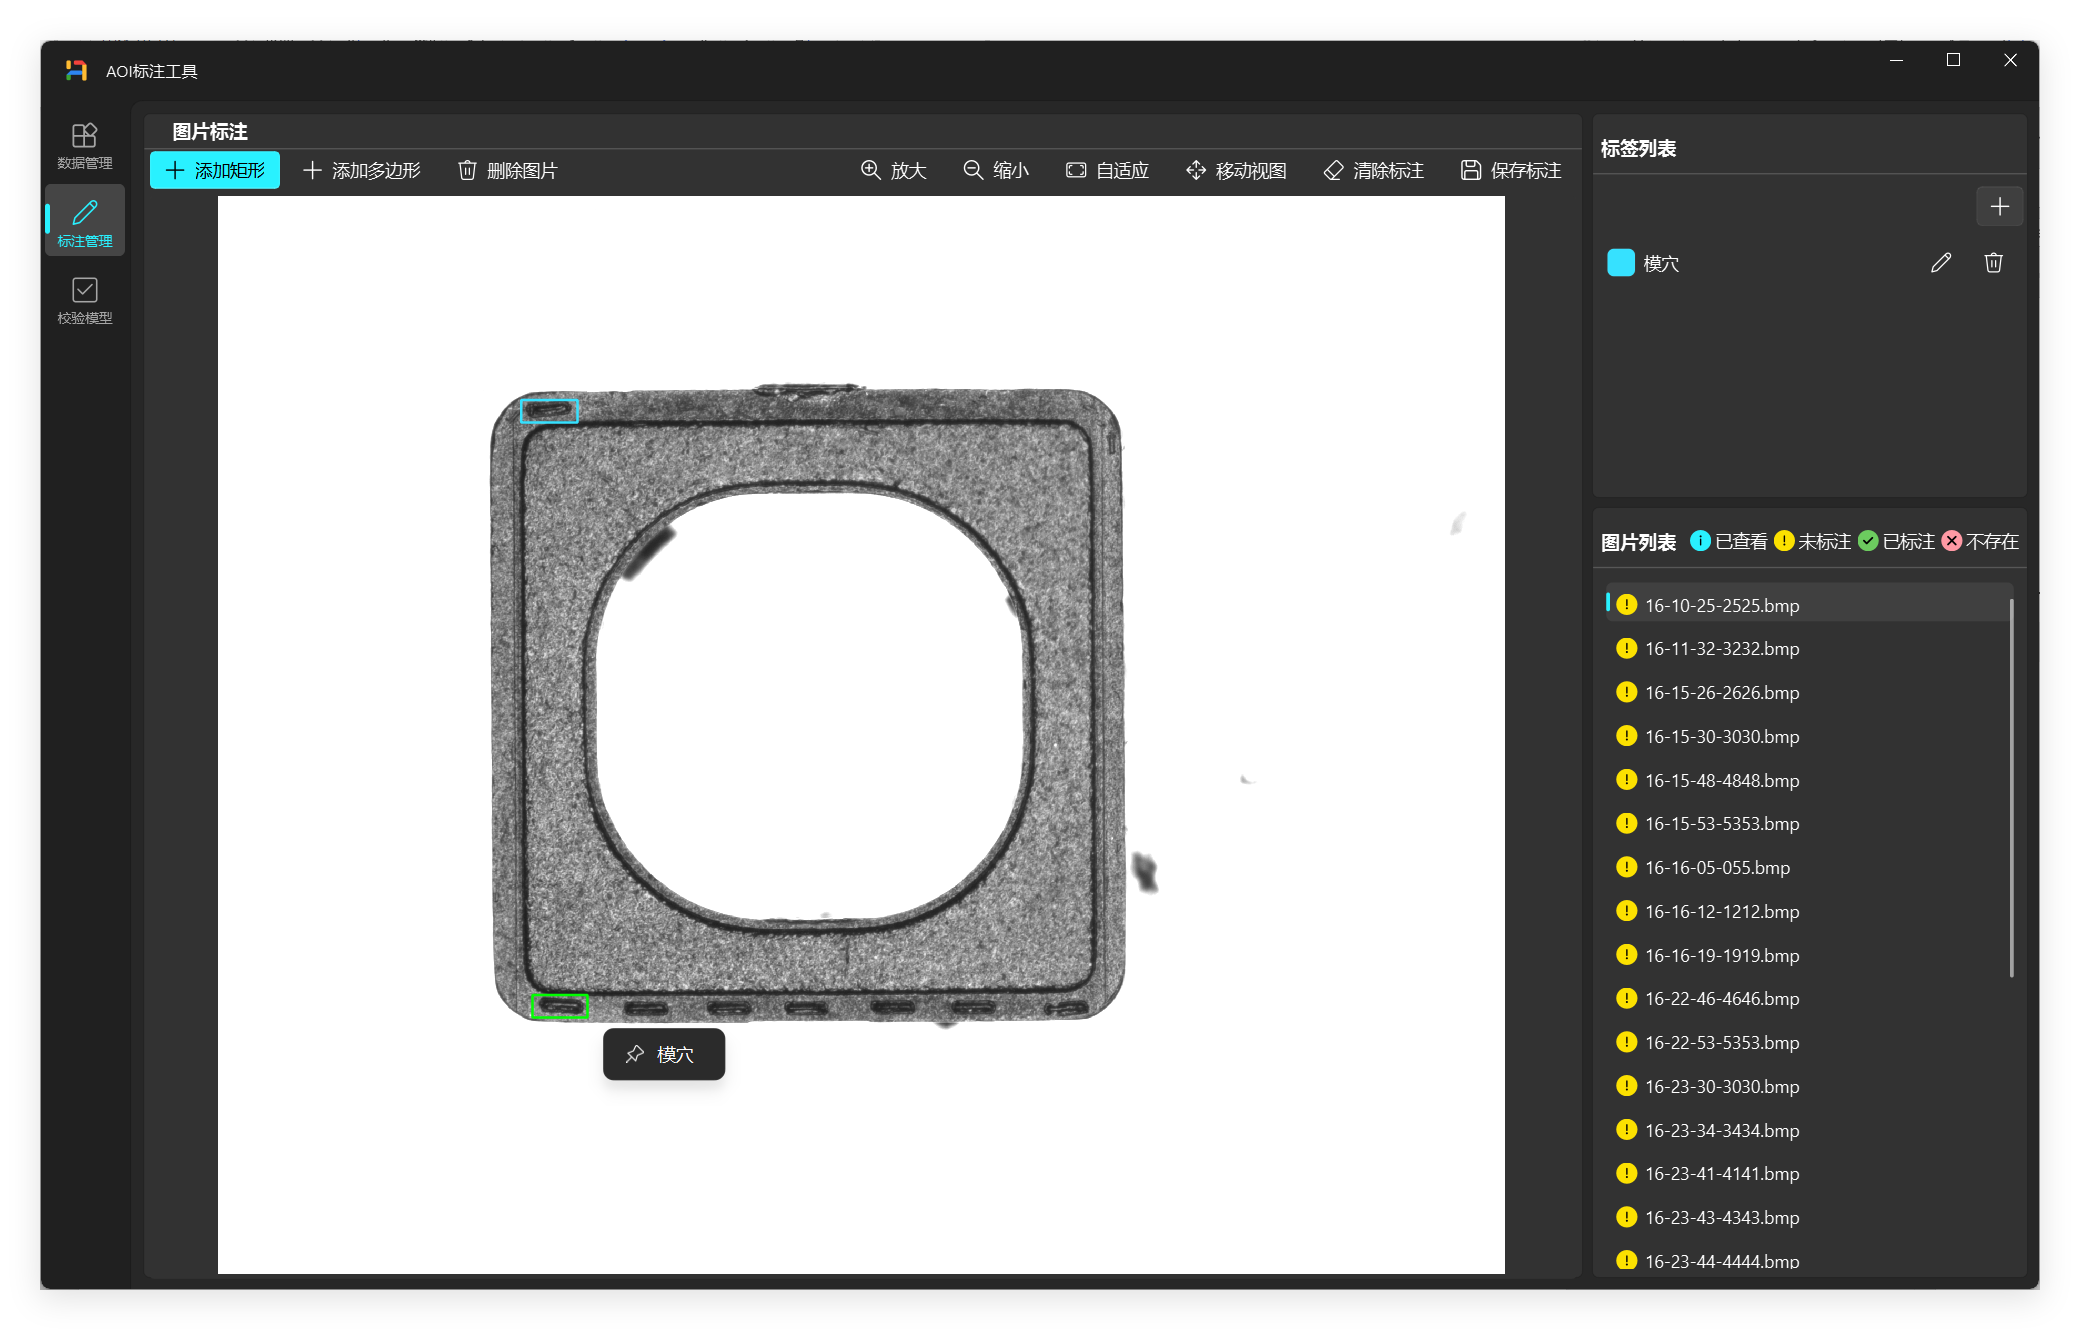 AOI标注工具
数据管理
标注管理
校验模型
图片标注
添加矩形 添加多边形 删除图片 放大 缩小 自适应 移动视图 清除标注 保存标注
模穴
标签列表
模穴
图片列表 已查看 未标注 已标注 不存在
16-10-25-2525.bmp
16-11-32-3232.bmp
16-15-26-2626.bmp
16-15-30-3030.bmp
16-15-48-4848.bmp
16-15-53-5353.bmp
16-16-05-055.bmp
16-16-12-1212.bmp
16-16-19-1919.bmp
16-22-46-4646.bmp
16-22-53-5353.bmp
16-23-30-3030.bmp
16-23-34-3434.bmp
16-23-41-4141.bmp
16-23-43-4343.bmp
16-23-44-4444.bmp